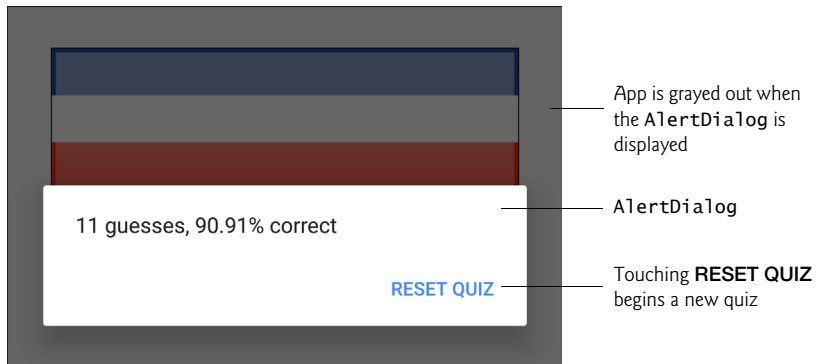 App is grayed out when
the AlertDialog is
displayed
11 guesses, 90.91% correct
AlertDialog
RESET QUIZ
Touching RESET QUIZ
begins a new quiz